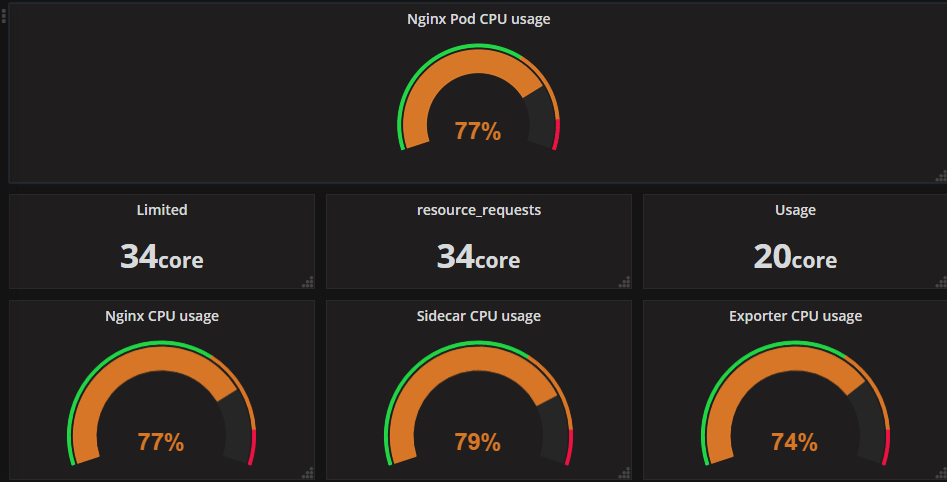 Nginx Pod CPU usage
77%
Limited
34core
resource_requests
34core
Usage
20core
Nginx CPU usage
77%
Sidecar CPU usage
79%
Exporter CPU usage
74%